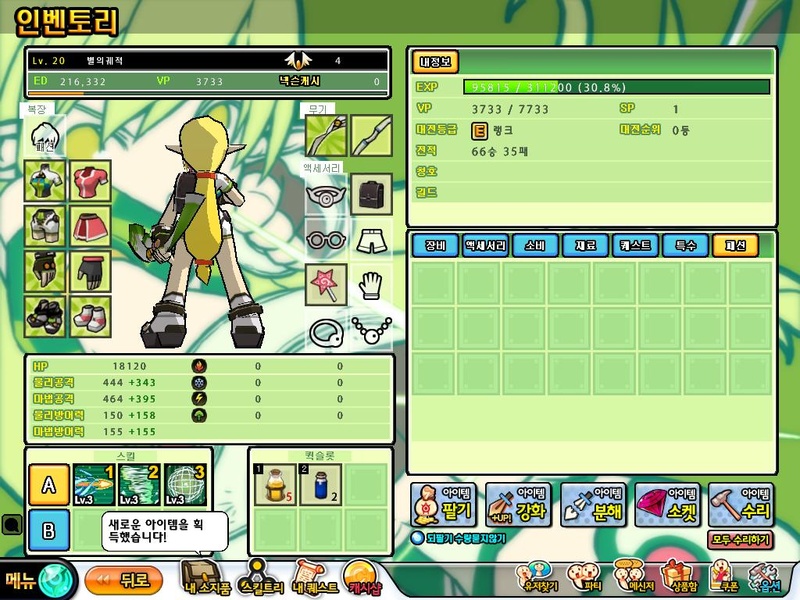 인벤토리
Lv. 20 별의궤적 4
ED 216,332 VP 3733 넥슨캐시 0
복장
패션
무기
액세서리
내정보
EXP 95815 / 311200 (30.8%)
VP 3733 / 7733 SP 1
대전등급 E 랭크 대전순위 0등
전적 66승 35패
칭호
길드
장비 액세서리 소비 재료 퀘스트 특수 패션
HP 18120 0 0
물리공격 444 +343 0 0
마법공격 464 +395 0 0
물리방어력 150 +158 0 0
마법방어력 155 +155
스킬
A 1 Lv.3 2 Lv.3 3 Lv.3
B
퀵슬롯
1 5 2 2
새로운 아이템을 획
득했습니다!
아이템 팔기
아이템 강화 +UP!
아이템 분해
아이템 소켓
아이템 수리
되팔기 수량묻지않기
모두 수리하기
메뉴 뒤로 내 소지품 스킬트리 내 퀘스트 캐시샵 유저찾기 파티 메신저 상품함 쿠폰 옵션